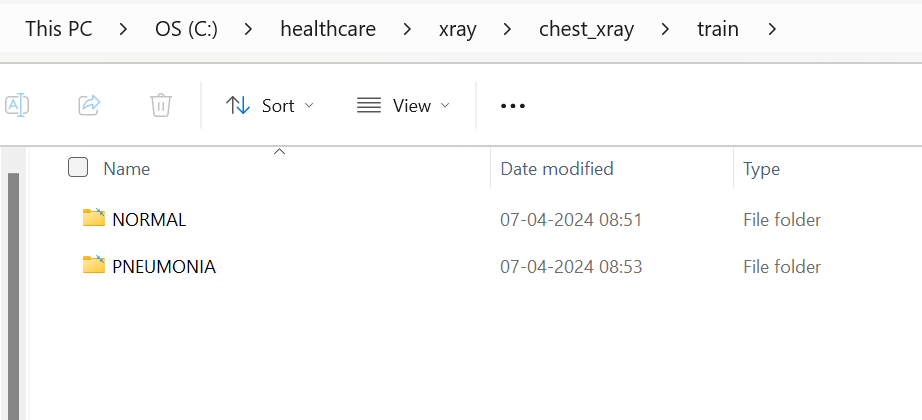 This PC > OS (C:) > healthcare > xray > chest_xray > train >
Sort View
Name Date modified Type
NORMAL 07-04-2024 08:51 File folder
PNEUMONIA 07-04-2024 08:53 File folder